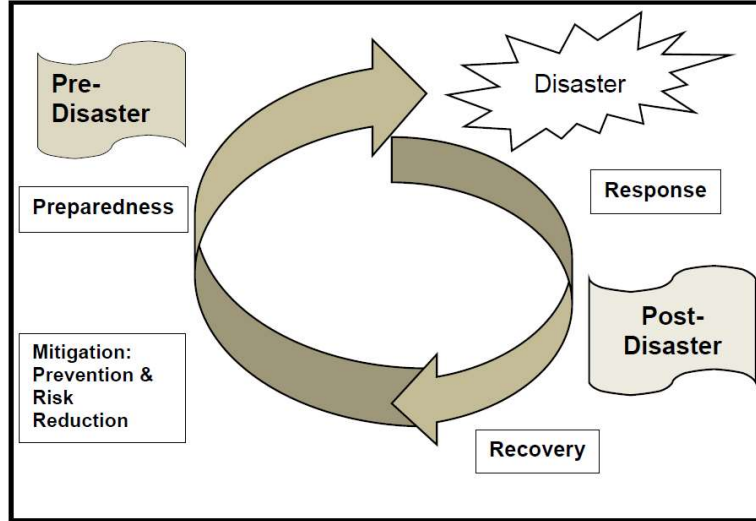 Pre-
Disaster
Disaster
Preparedness
Response
Post-
Disaster
Mitigation:
Prevention &
Risk
Reduction
Recovery